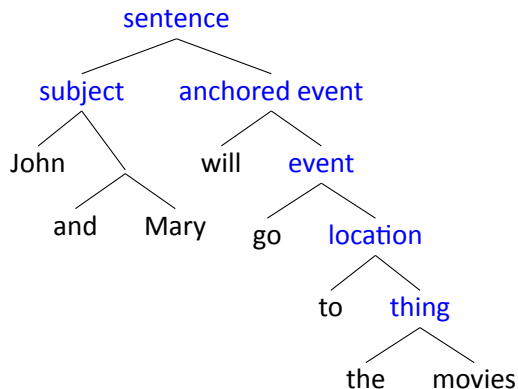 sentence
subject anchored event
John will event
and Mary go location
to thing
the movies